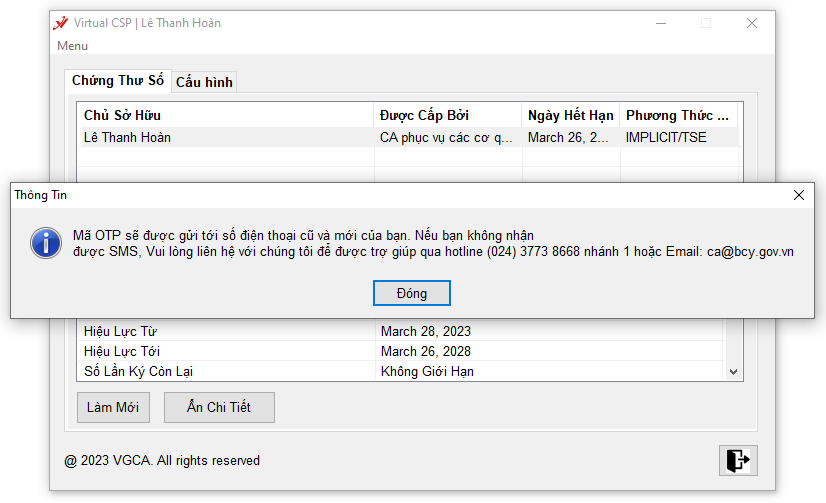 Virtual CSP | Lê Thanh Hoàn
Menu
Chứng Thư Số Cấu hình
Chủ Sở Hữu Được Cấp Bởi Ngày Hết Hạn Phương Thức ...
Lê Thanh Hoàn CA phục vụ các cơ q... March 26, 2... IMPLICIT/TSE
Thông Tin
Mã OTP sẽ được gửi tới số điện thoại cũ và mới của bạn. Nếu bạn không nhận
được SMS, Vui lòng liên hệ với chúng tôi để được trợ giúp qua hotline (024) 3773 8668 nhánh 1 hoặc Email: ca@bcy.gov.vn
Đóng
Hiệu Lực Từ March 28, 2023
Hiệu Lực Tới March 26, 2028
Số Lần Ký Còn Lại Không Giới Hạn
Làm Mới Ẩn Chi Tiết
@ 2023 VGCA. All rights reserved